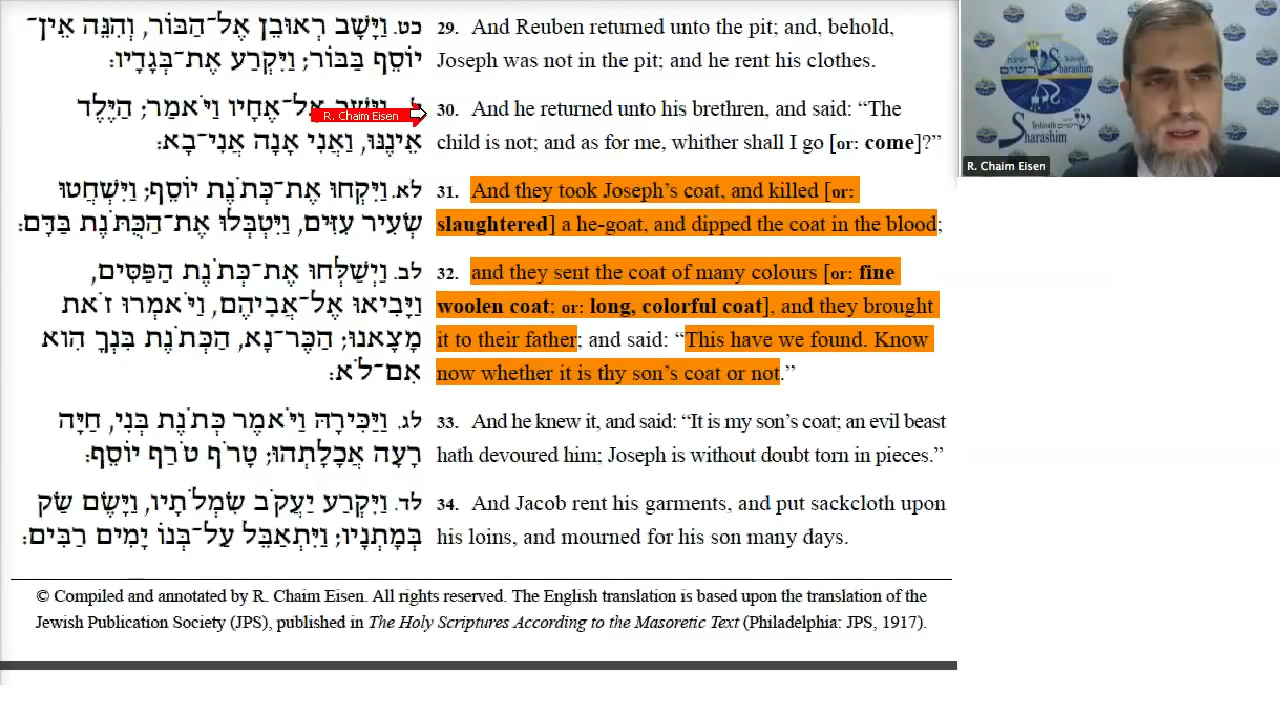 כט. וַיָּשָׁב רְאוּבֵן אֶל־הַבּוֹר, וְהִנֵּה אֵין־
יוֹסֵף בַּבּוֹר; וַיִּקְרַע אֶת־בְּגָדָיו:
29. And Reuben returned unto the pit; and, behold,
Joseph was not in the pit; and he rent his clothes.
אֶחָיו וַיֹּאמַר; הַיֶּלֶד
אֵינֶנּוּ, וַאֲנִי אָנָה אֲנִי־בָא:
R. Chaim Eisen
30. And he returned unto his brethren, and said: “The
child is not; and as for me, whither shall I go [or: come]?”
לא. וַיִּקְחוּ אֶת־כְּתֹנֶת יוֹסֵף; וַיִּשְׁחֲטוּ
שְׂעִיר עִזִּים, וַיִּטְבְּלוּ אֶת־הַכֻּתֹּנֶת בַּדָּם:
31. And they took Joseph’s coat, and killed [or:
slaughtered] a he-goat, and dipped the coat in the blood;
לב. וַיְשַׁלְּחוּ אֶת־כְּתֹנֶת הַפַּסִּים,
וַיָּבִיאוּ אֶל־אֲבִיהֶם, וַיֹּאמְרוּ זֹאת
מָצָאנוּ; הַכֶּר־נָא, הַכְּתֹנֶת בִּנְךָ הִוא
אִם־לֹא:
32. and they sent the coat of many colours [or: fine
woolen coat; or: long, colorful coat], and they brought
it to their father; and said: “This have we found. Know
now whether it is thy son’s coat or not.”
לג. וַיַּכִּירָהּ וַיֹּאמֶר כְּתֹנֶת בְּנִי, חַיָּה
רָעָה אֲכָלָתְהוּ; טָרֹף טֹרַף יוֹסֵף:
33. And he knew it, and said: “It is my son’s coat; an evil beast
hath devoured him; Joseph is without doubt torn in pieces.”
לד. וַיִּקְרַע יַעֲקֹב שִׂמְלֹתָיו, וַיָּשֶׂם שַׂק
בְּמָתְנָיו; וַיִּתְאַבֵּל עַל־בְּנוֹ יָמִים רַבִּים:
34. And Jacob rent his garments, and put sackcloth upon
his loins, and mourned for his son many days.
© Compiled and annotated by R. Chaim Eisen. All rights reserved. The English translation is based upon the translation of the
Jewish Publication Society (JPS), published in The Holy Scriptures According to the Masoretic Text (Philadelphia: JPS, 1917).
Sharashim
Yeshivath
Sharashim
R. Chaim Eisen